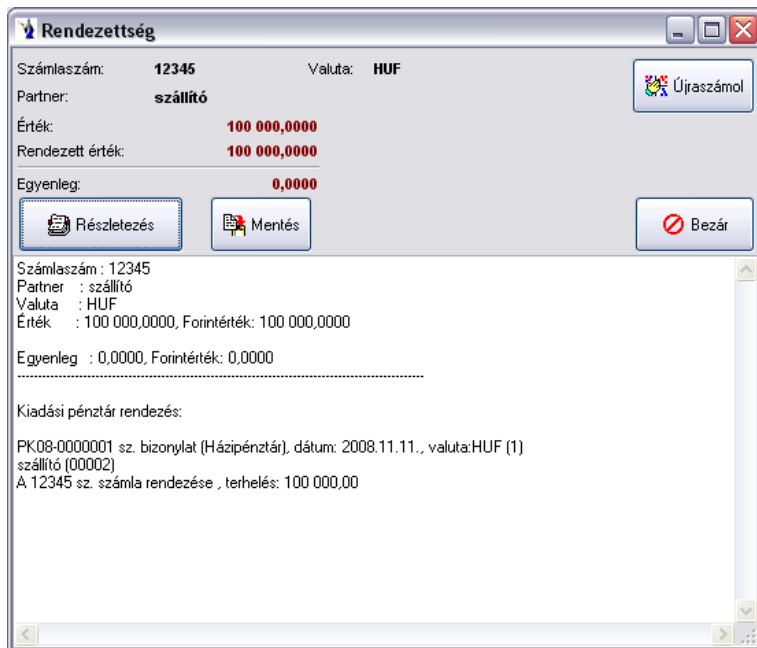 Rendezettség
Számlaszám: 12345 Valuta: HUF
Újraszámol
Partner: szállító
Érték: 100 000,0000
Rendezett érték: 100 000,0000
Egyenleg: 0,0000
Részletezés Mentés Bezár
Számlaszám : 12345
Partner : szállító
Valuta : HUF
Érték : 100 000,0000, Forintérték: 100 000,0000
Egyenleg : 0,0000, Forintérték: 0,0000
----------------------------------------------------------------------------------------------------
Kiadási pénztár rendezés:
PK08-0000001 sz. bizonylat (Házipénztár), dátum: 2008.11.11., valuta:HUF (1)
szállító (00002)
A 12345 sz. számla rendezése , terhelés: 100 000,00